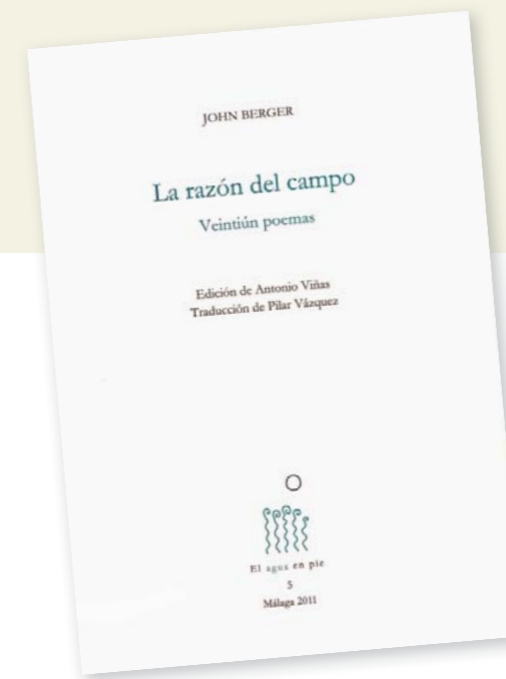 JOHN BERGER
La razón del campo
Veintiún poemas
Edición de Antonio Viñas
Traducción de Pilar Vázquez
El agua en pie
5
Málaga 2011